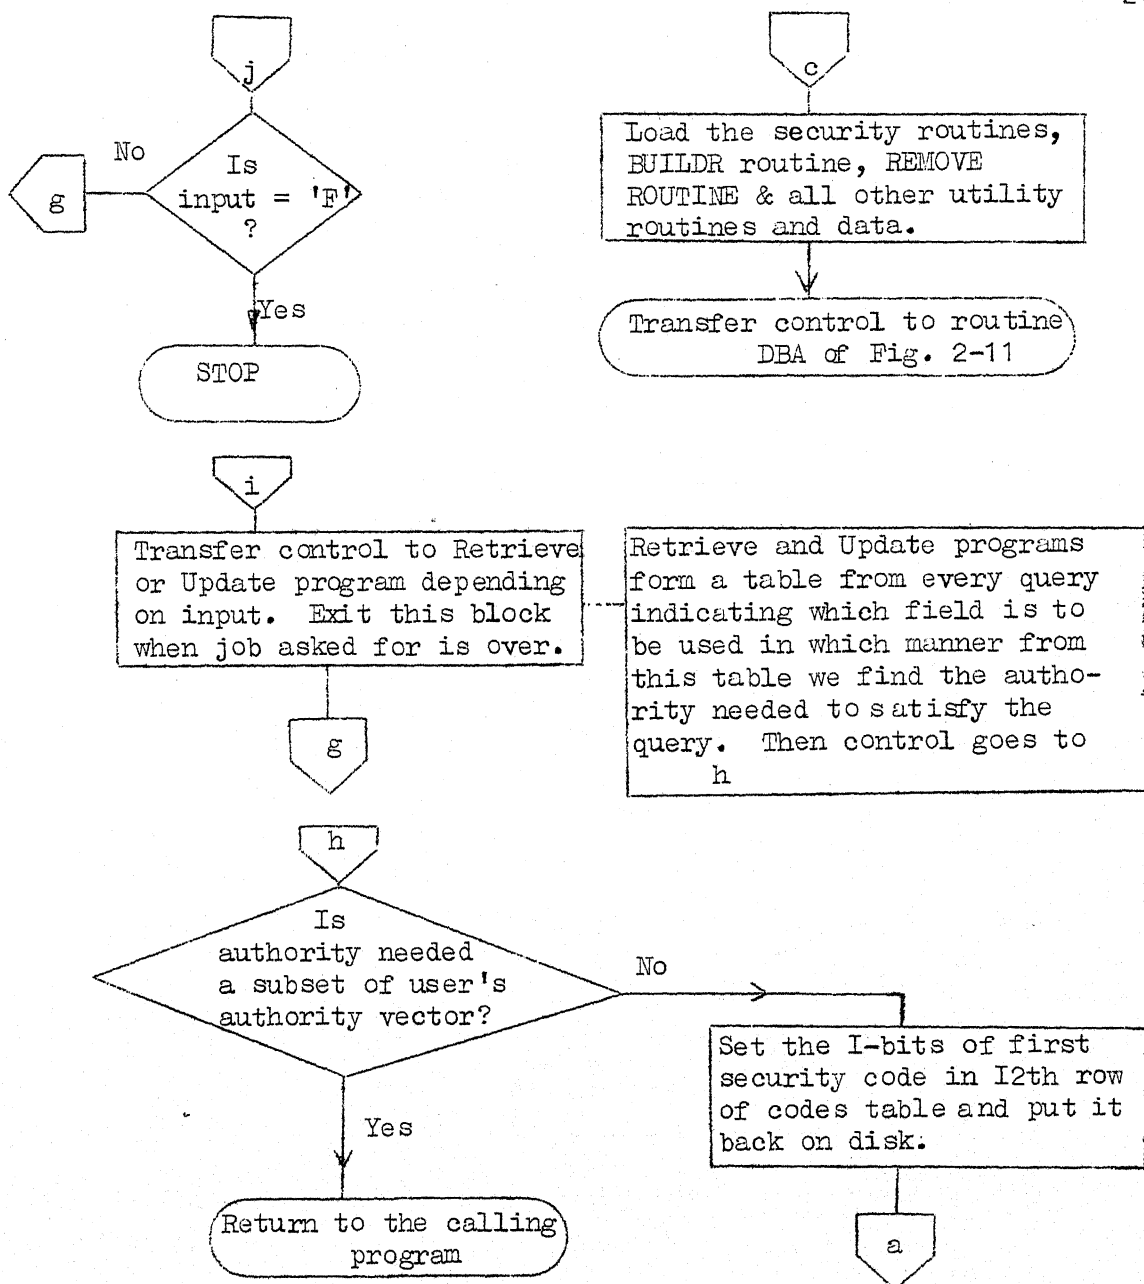 j
Is
input = 'F'
?
No
g
Yes
STOP
c
Load the security routines,
BUILDR routine, REMOVE
ROUTINE & all other utility
routines and data.
Transfer control to routine
DBA of Fig. 2-11
i
Transfer control to Retrieve
or Update program depending
on input. Exit this block
when job asked for is over.
g
Retrieve and Update programs
form a table from every query
indicating which field is to
be used in which manner from
this table we find the autho-
rity needed to satisfy the
query. Then control goes to
h
h
Is
authority needed
a subset of user's
authority vector?
No
Yes
Return to the calling
program
Set the I-bits of first
security code in I2th row
of codes table and put it
back on disk.
a